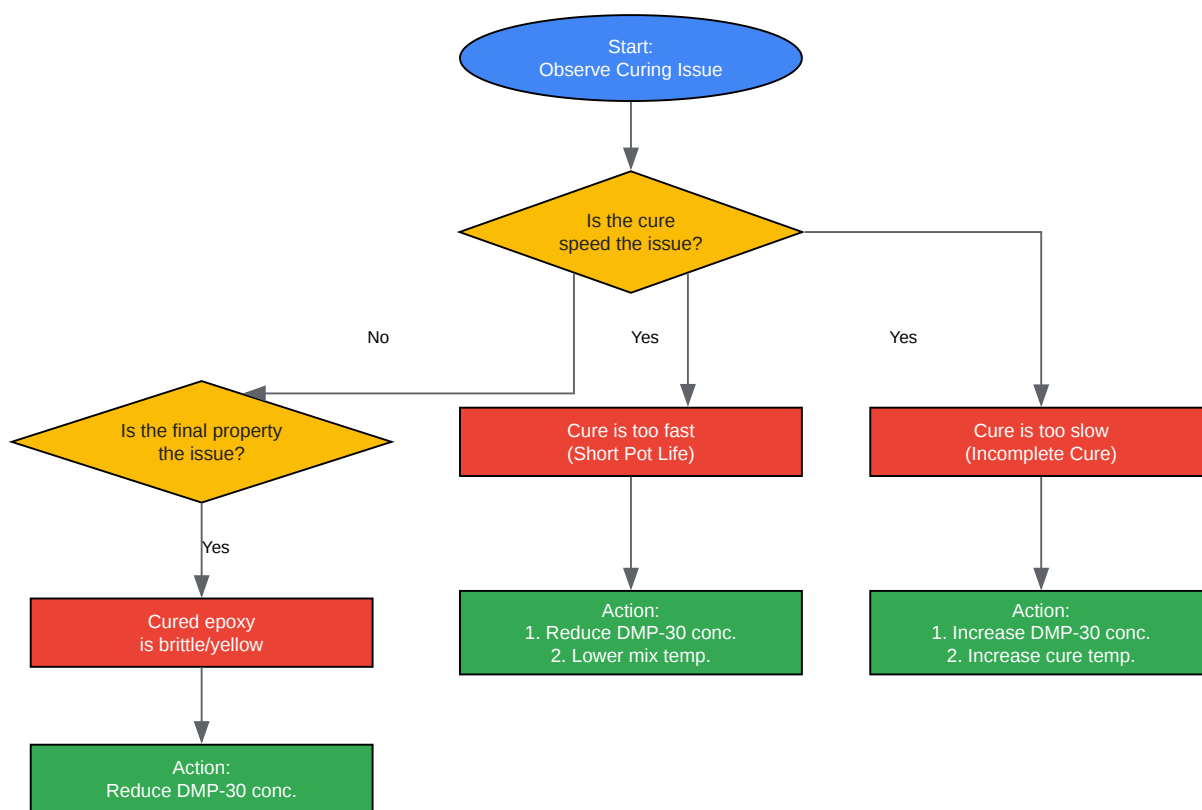 Start:
Observe Curing Issue
Is the cure
speed the issue?
No
Yes
Yes
Is the final property
the issue?
Cure is too fast
(Short Pot Life)
Cure is too slow
(Incomplete Cure)
Yes
Cured epoxy
is brittle/yellow
Action:
1. Reduce DMP-30 conc.
2. Lower mix temp.
Action:
1. Increase DMP-30 conc.
2. Increase cure temp.
Action:
Reduce DMP-30 conc.